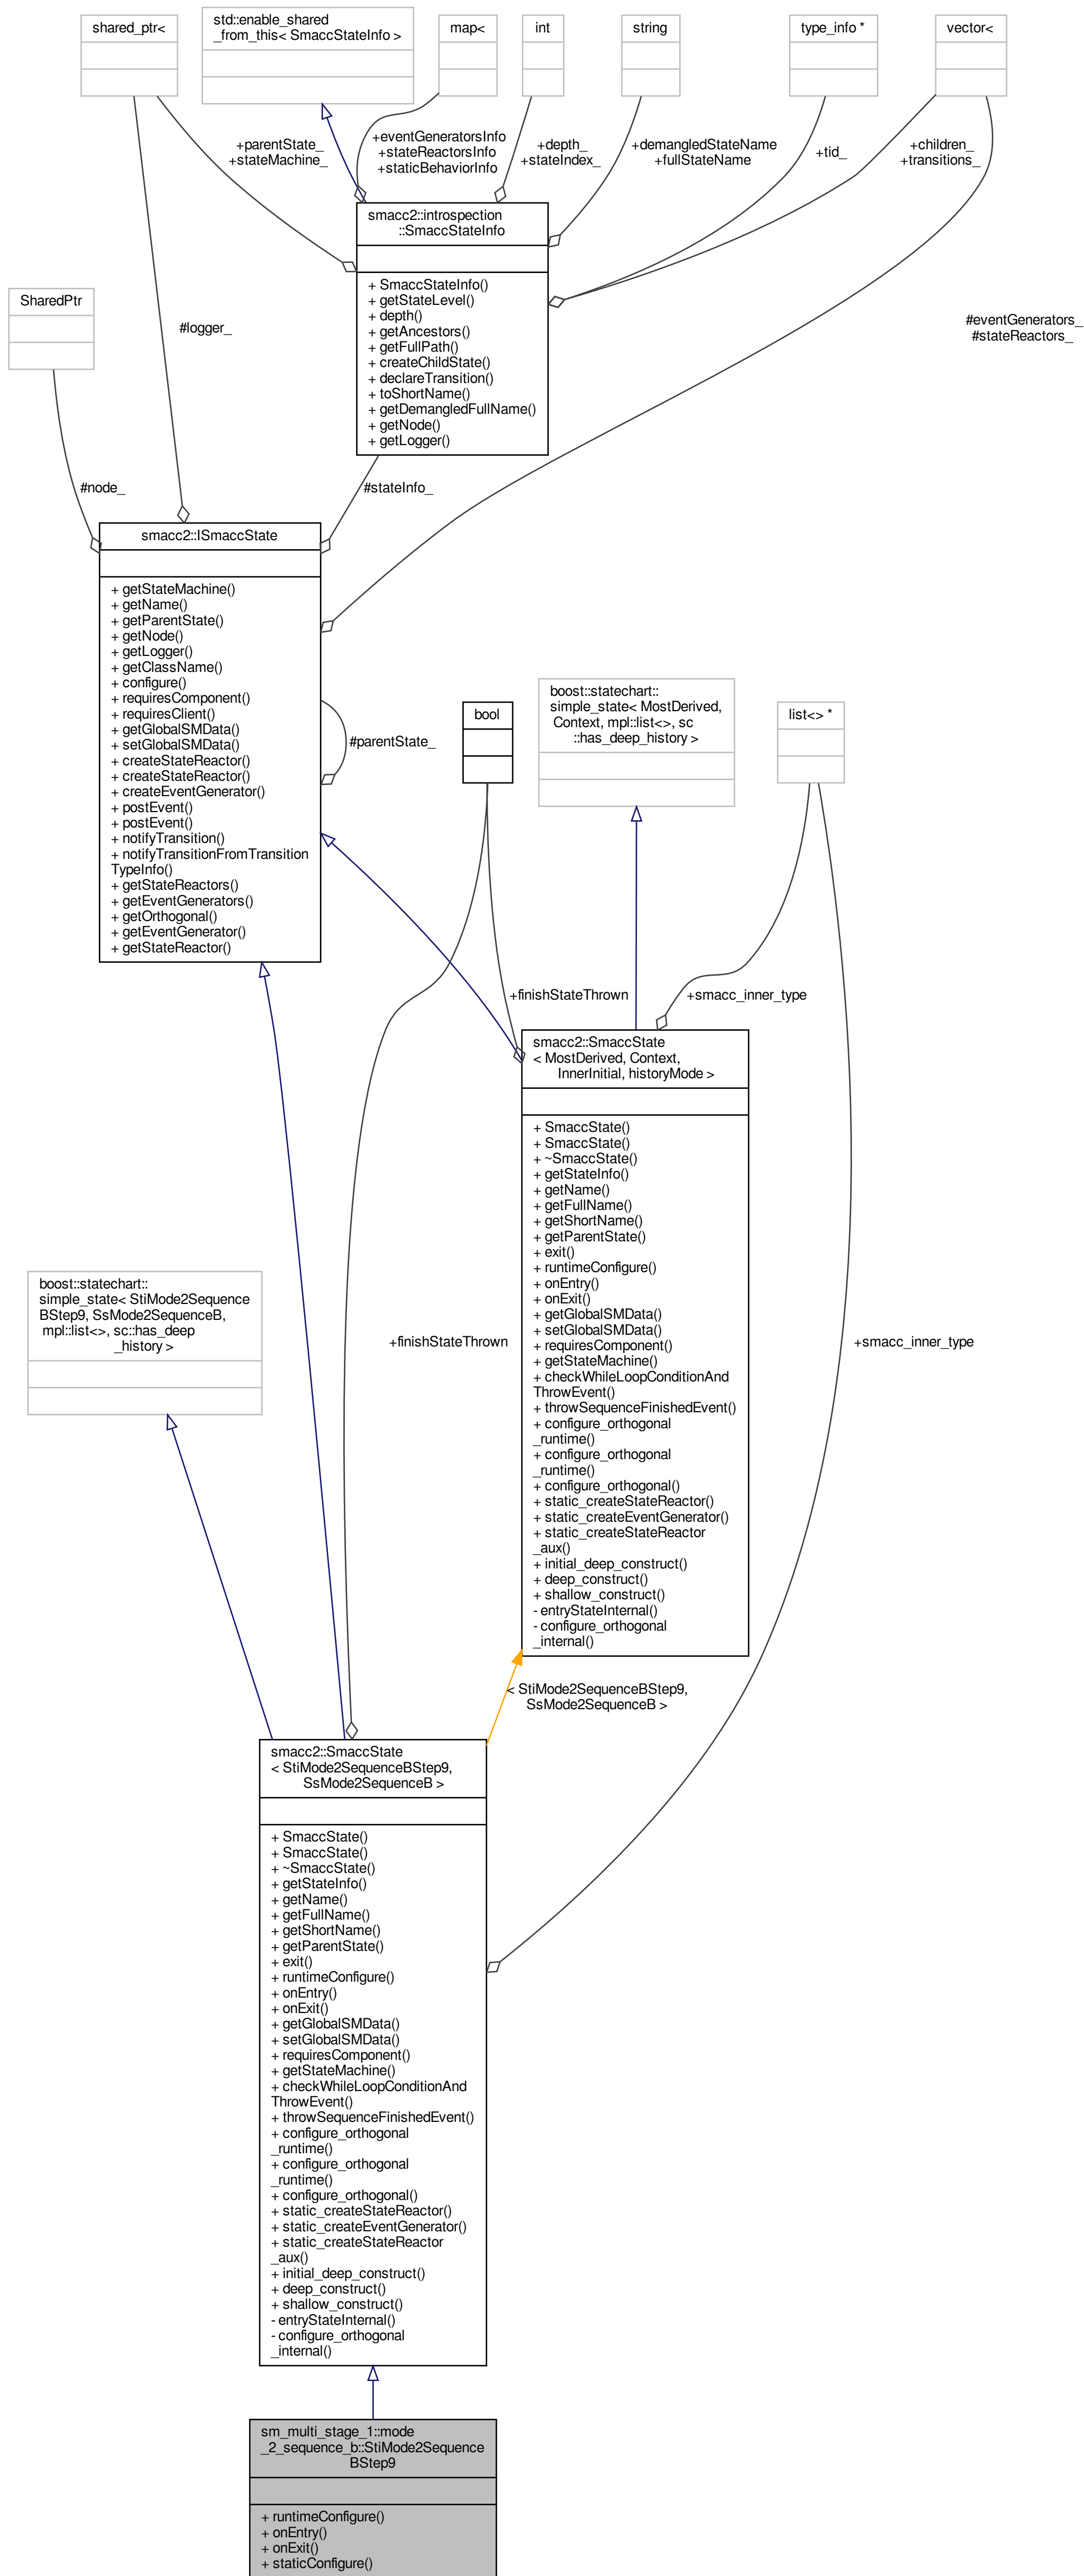 shared_ptr<
std::enable_shared
_from_this< SmaccStateInfo >
map<
int
string
type_info *
vector<
+parentState_
+stateMachine_
+eventGeneratorsInfo
+stateReactorsInfo
+staticBehaviorInfo
+depth_
+stateIndex_
+demangledStateName
+fullStateName
+tid_
+children_
+transitions_
smacc2::introspection
::SmaccStateInfo
+ SmaccStateInfo()
+ getStateLevel()
+ depth()
+ getAncestors()
+ getFullPath()
+ createChildState()
+ declareTransition()
+ toShortName()
+ getDemangledFullName()
+ getNode()
+ getLogger()
SharedPtr
#logger_
#eventGenerators_
#stateReactors_
#node_
#stateInfo_
smacc2::ISmaccState
+ getStateMachine()
+ getName()
+ getParentState()
+ getNode()
+ getLogger()
+ getClassName()
+ configure()
+ requiresComponent()
+ requiresClient()
+ getGlobalSMData()
+ setGlobalSMData()
+ createStateReactor()
+ createStateReactor()
+ createEventGenerator()
+ postEvent()
+ postEvent()
+ notifyTransition()
+ notifyTransitionFromTransition
TypeInfo()
+ getStateReactors()
+ getEventGenerators()
+ getOrthogonal()
+ getEventGenerator()
+ getStateReactor()
#parentState_
bool
boost::statechart::
simple_state< MostDerived,
Context, mpl::list<>, sc
::has_deep_history >
list<> *
+finishStateThrown
+smacc_inner_type
smacc2::SmaccState
< MostDerived, Context,
InnerInitial, historyMode >
+ SmaccState()
+ SmaccState()
+ ~SmaccState()
+ getStateInfo()
+ getName()
+ getFullName()
+ getShortName()
+ getParentState()
+ exit()
+ runtimeConfigure()
+ onEntry()
+ onExit()
+ getGlobalSMData()
+ setGlobalSMData()
+ requiresComponent()
+ getStateMachine()
+ checkWhileLoopConditionAnd
ThrowEvent()
+ throwSequenceFinishedEvent()
+ configure_orthogonal
_runtime()
+ configure_orthogonal
_runtime()
+ configure_orthogonal()
+ static_createStateReactor()
+ static_createEventGenerator()
+ static_createStateReactor
_aux()
+ initial_deep_construct()
+ deep_construct()
+ shallow_construct()
- entryStateInternal()
- configure_orthogonal
_internal()
boost::statechart::
simple_state< StiMode2Sequence
BStep9, SsMode2SequenceB,
mpl::list<>, sc::has_deep
_history >
+finishStateThrown
+smacc_inner_type
< StiMode2SequenceBStep9,
SsMode2SequenceB >
smacc2::SmaccState
< StiMode2SequenceBStep9,
SsMode2SequenceB >
+ SmaccState()
+ SmaccState()
+ ~SmaccState()
+ getStateInfo()
+ getName()
+ getFullName()
+ getShortName()
+ getParentState()
+ exit()
+ runtimeConfigure()
+ onEntry()
+ onExit()
+ getGlobalSMData()
+ setGlobalSMData()
+ requiresComponent()
+ getStateMachine()
+ checkWhileLoopConditionAnd
ThrowEvent()
+ throwSequenceFinishedEvent()
+ configure_orthogonal
_runtime()
+ configure_orthogonal
_runtime()
+ configure_orthogonal()
+ static_createStateReactor()
+ static_createEventGenerator()
+ static_createStateReactor
_aux()
+ initial_deep_construct()
+ deep_construct()
+ shallow_construct()
- entryStateInternal()
- configure_orthogonal
_internal()
sm_multi_stage_1::mode
_2_sequence_b::StiMode2Sequence
BStep9
+ runtimeConfigure()
+ onEntry()
+ onExit()
+ staticConfigure()